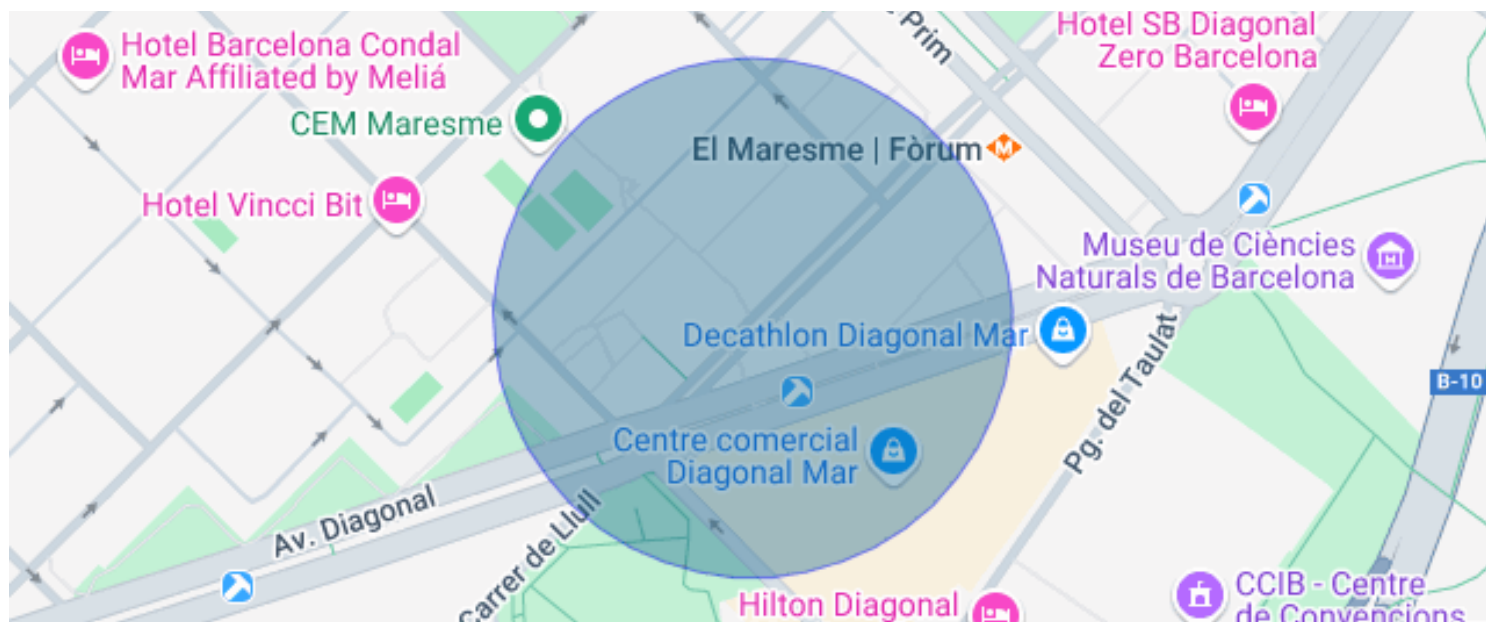 Hotel Barcelona Condal
Mar Affiliated by Meliá
CEM Maresme
Hotel Vincci Bit
Prim
Hotel SB Diagonal
Zero Barcelona
El Maresme | Fòrum
M
Museu de Ciències
Naturals de Barcelona
Decathlon Diagonal Mar
B-10
Pg. del Taulat
Centre comercial
Diagonal Mar
Av. Diagonal
Carrer de Llull
Hilton Diagonal
CCIB - Centre
de Convencions